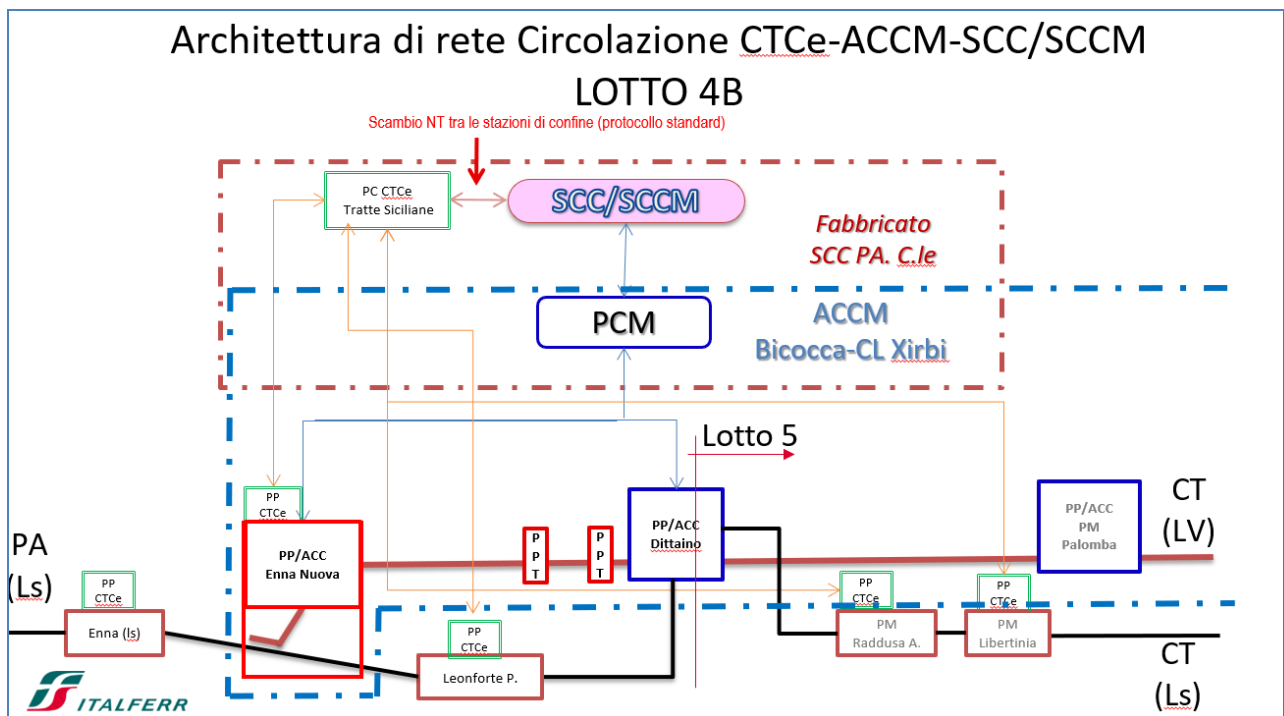 Architettura di rete Circolazione CTCe-ACCM-SCC/SCCM
LOTTO 4B
Scambio NT tra le stazioni di confine (protocollo standard)
PC CTCe
Tratte Siciliane
SCC/SCCM
Fabbricato
SCC PA. C.le
PCM
ACCM
Bicocca-CL Xirbi
Lotto 5
PP
CTCe
PP/ACC
Enna Nuova
P
P
T
P
P
T
PP/ACC
Dittaino
PP/ACC
PM
Palomba
CT
(LV)
PA
(Ls)
PP
CTCe
Enna (ls)
PP
CTCe
Leonforte P.
PP
CTCe
PM
Raddusa A.
PP
CTCe
PM
Libertinia
CT
(Ls)
ITALFERR